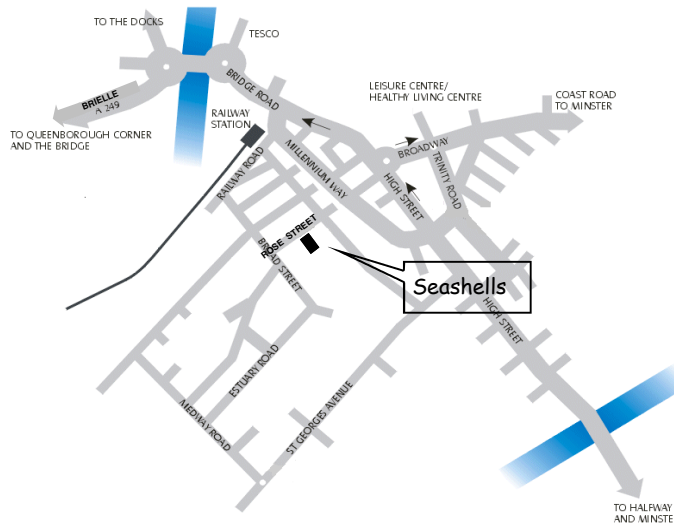 TO THE DOCKS
TESCO
BRIDGE ROAD
LEISURE CENTRE/
HEALTHY LIVING CENTRE
BRIELLE
A 249
COAST ROAD
TO MINSTER
RAILWAY
STATION
TO QUEENBOROUGH CORNER
AND THE BRIDGE
BROADWAY
MILLENNIUM WAY
RAILWAY ROAD
TRINITY ROAD
HIGH STREET
ROSE STREET
BROAD STREET
Seashells
HIGH STREET
ESTUARY ROAD
MEDWAY ROAD
ST GEORGES AVENUE
TO HALFWAY
AND MINSTE